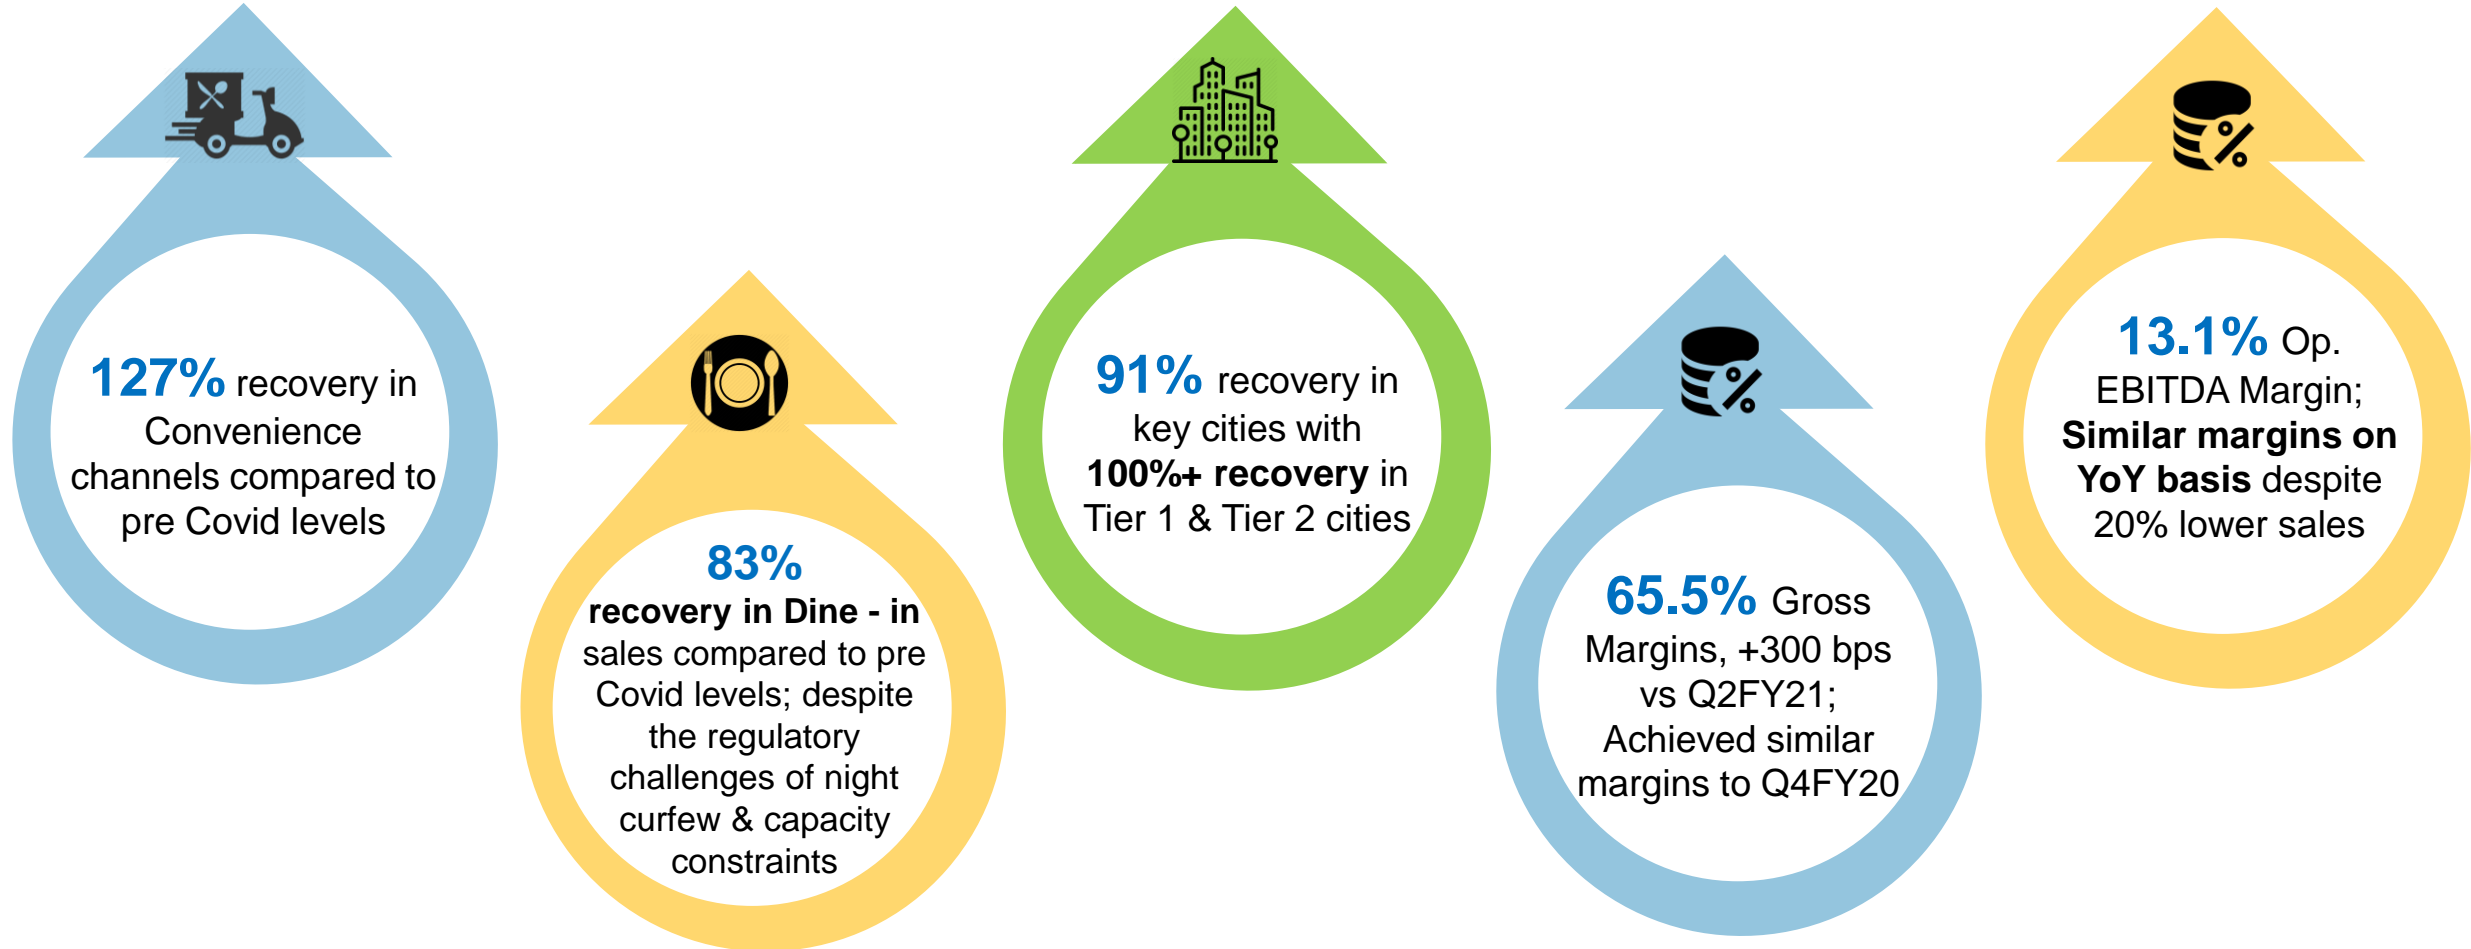 127% recovery in
Convenience
channels compared to
pre Covid levels
83%
recovery in Dine - in
sales compared to pre
Covid levels; despite
the regulatory
challenges of night
curfew & capacity
constraints
91% recovery in
key cities with
100%+ recovery in
Tier 1 & Tier 2 cities
65.5% Gross
Margins, +300 bps
vs Q2FY21;
Achieved similar
margins to Q4FY20
13.1% Op.
EBITDA Margin;
Similar margins on
YoY basis despite
20% lower sales